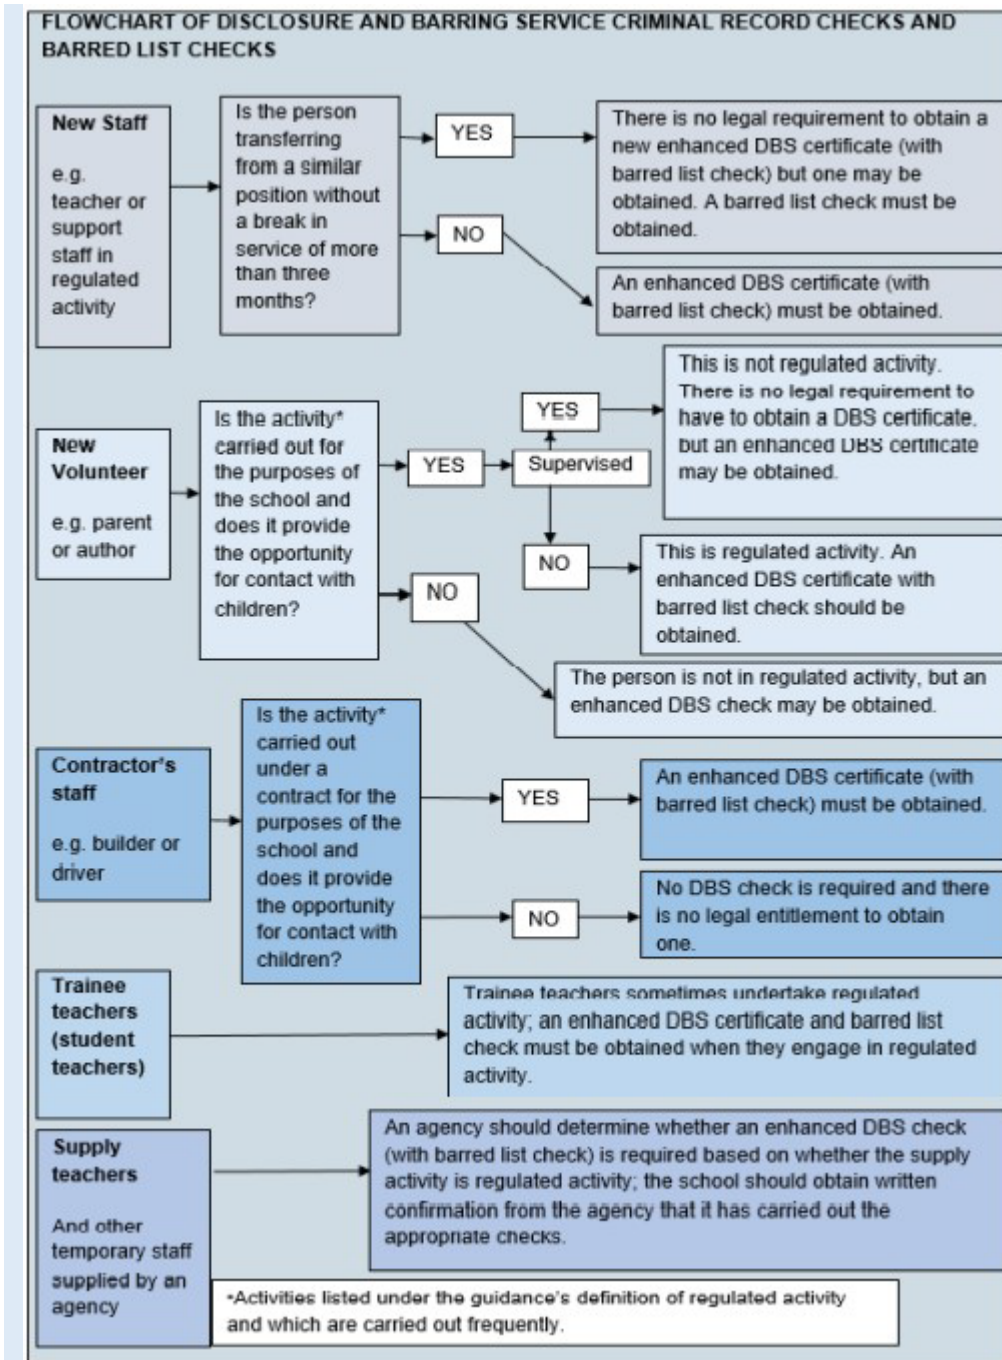 FLOWCHART OF DISCLOSURE AND BARRING SERVICE CRIMINAL RECORD CHECKS AND
BARRED LIST CHECKS
New Staff
e.g.
teacher or
support
staff in
regulated
activity
Is the person
transferring
from a similar
position without
a break in
service of more
than three
months?
YES
There is no legal requirement to obtain a
new enhanced DBS certificate (with
barred list check) but one may be
obtained. A barred list check must be
obtained.
NO
An enhanced DBS certificate (with
barred list check) must be obtained.
New
Volunteer
e.g. parent
or author
Is the activity*
carried out for
the purposes of
the school and
does it provide
the opportunity
for contact with
children?
YES
Supervised
YES
This is not regulated activity.
There is no legal requirement to
have to obtain a DBS certificate,
but an enhanced DBS certificate
may be obtained.
NO
This is regulated activity. An
enhanced DBS certificate with
barred list check should be
obtained.
NO
The person is not in regulated activity, but an
enhanced DBS check may be obtained.
Contractor's
staff
e.g. builder or
driver
Is the activity*
carried out
under a
contract for the
purposes of the
school and
does it provide
the opportunity
for contact with
children?
YES
An enhanced DBS certificate (with
barred list check) must be obtained.
NO
No DBS check is required and there
is no legal entitlement to obtain
one.
Trainee
teachers
(student
teachers)
Trainee teachers sometimes undertake regulated
activity; an enhanced DBS certificate and barred list
check must be obtained when they engage in regulated
activity.
Supply
teachers
And other
temporary staff
supplied by an
agency
An agency should determine whether an enhanced DBS check
(with barred list check) is required based on whether the supply
activity is regulated activity; the school should obtain written
confirmation from the agency that it has carried out the
appropriate checks.
*Activities listed under the guidance's definition of regulated activity
and which are carried out frequently.